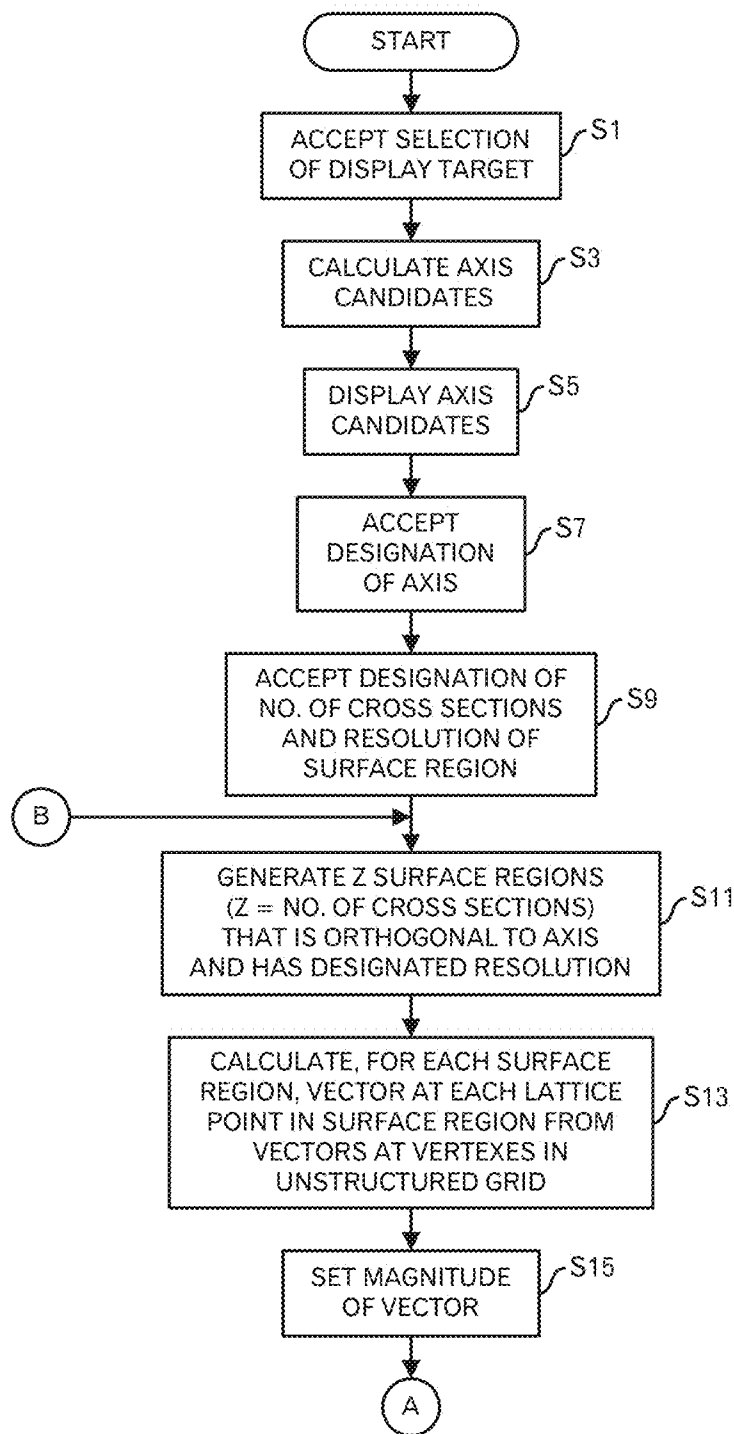 START
ACCEPT SELECTION
OF DISPLAY TARGET
S1
CALCULATE AXIS
CANDIDATES
S3
DISPLAY AXIS
CANDIDATES
S5
ACCEPT
DESIGNATION
OF AXIS
S7
ACCEPT DESIGNATION OF
NO. OF CROSS SECTIONS
AND RESOLUTION OF
SURFACE REGION
S9
B
GENERATE Z SURFACE REGIONS
(Z = NO. OF CROSS SECTIONS)
THAT IS ORTHOGONAL TO AXIS
AND HAS DESIGNATED RESOLUTION
S11
CALCULATE, FOR EACH SURFACE
REGION, VECTOR AT EACH LATTICE
POINT IN SURFACE REGION FROM
VECTORS AT VERTEXES IN
UNSTRUCTURED GRID
S13
SET MAGNITUDE
OF VECTOR
S15
A